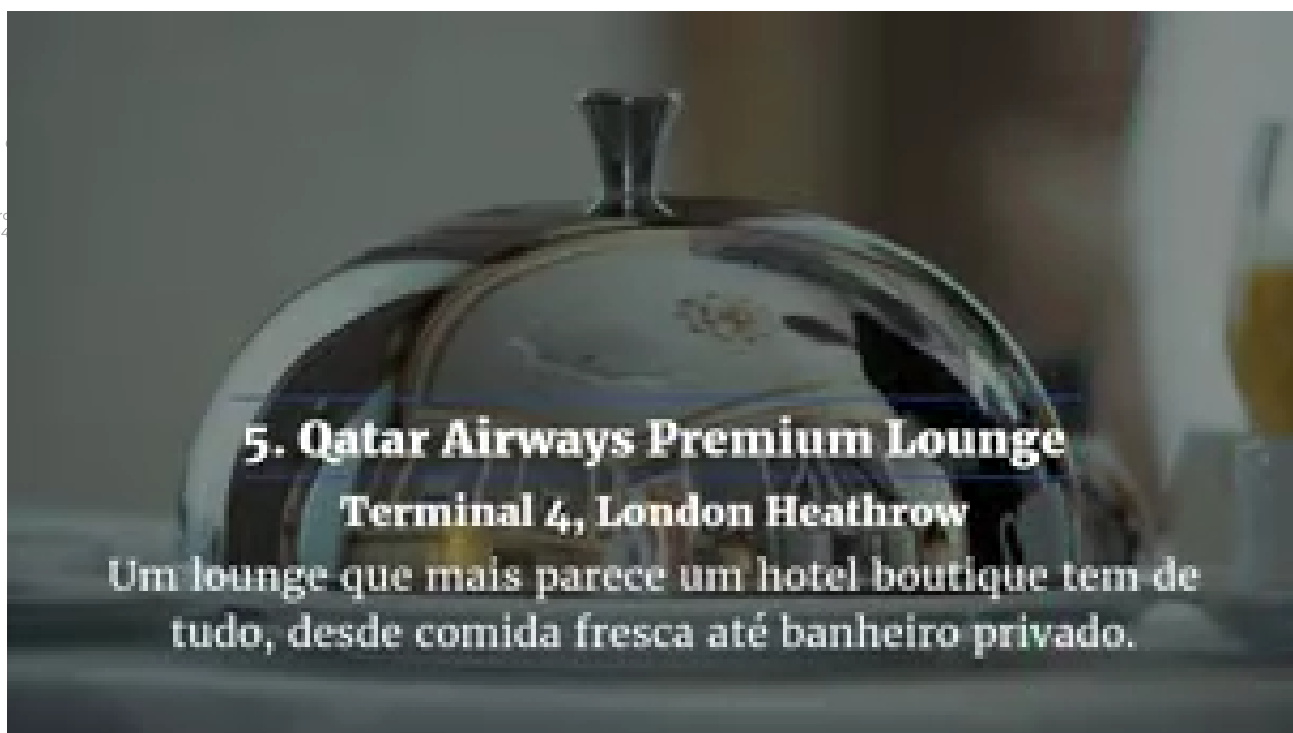 5. Qatar Airways Premium Lounge
Terminal 4, London Heathrow
Um lounge que mais parece um hotel boutique tem de
tudo, desde comida fresca até banheiro privado.